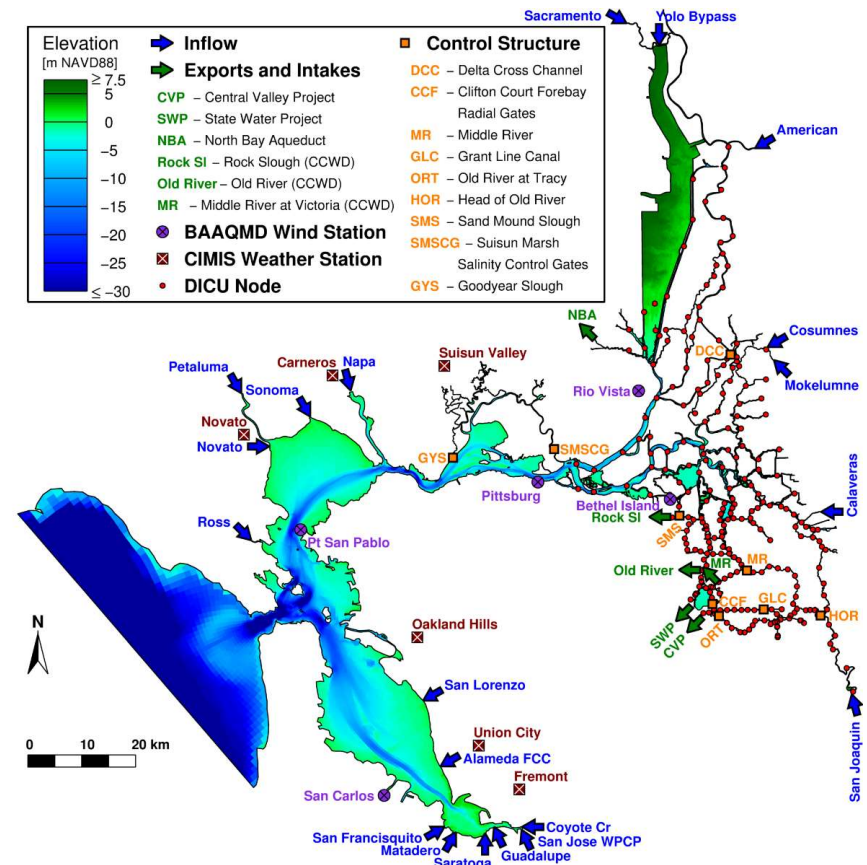 Elevation
[m NAVD88]
≥ 7.5
5
0
−5
−10
−15
−20
−25
≤ −30
Inflow
Exports and Intakes
CVP – Central Valley Project
SWP – State Water Project
NBA – North Bay Aqueduct
Rock Sl – Rock Slough (CCWD)
Old River – Old River (CCWD)
MR – Middle River at Victoria (CCWD)
BAAQMD Wind Station
CIMIS Weather Station
DICU Node
Control Structure
DCC – Delta Cross Channel
CCF – Clifton Court Forebay
Radial Gates
MR – Middle River
GLC – Grant Line Canal
ORT – Old River at Tracy
HOR – Head of Old River
SMS – Sand Mound Slough
SMSCG – Suisun Marsh
Salinity Control Gates
GYS – Goodyear Slough
Sacramento
Yolo Bypass
American
NBA
Cosumnes
DCC
Mokelumne
Suisun Valley
Carneros
Napa
Petaluma
Sonoma
Rio Vista
Novato
Novato
GYS
SMSCG
Pittsburg
Bethel Island
Calaveras
Rock Sl
SMS
Ross
Pt San Pablo
Old River
MR
MR
CCF
GLC
HOR
SWP
CVP
ORT
N
Oakland Hills
San Lorenzo
San Joaquin
Union City
0 10 20 km
Alameda FCC
Fremont
San Carlos
San Francisquito
Coyote Cr
San Jose WPCP
Matadero
Guadalupe
Saratoga